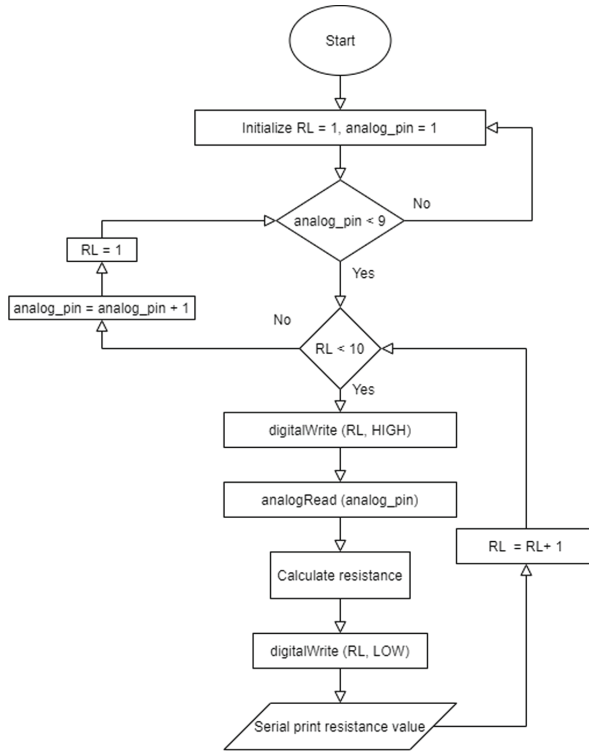 Start
Initialize RL = 1, analog_pin = 1
No
analog_pin < 9
RL = 1
Yes
analog_pin = analog_pin + 1
No
RL < 10
Yes
digitalWrite (RL, HIGH)
analogRead (analog_pin)
RL = RL+ 1
Calculate resistance
digitalWrite (RL, LOW)
Serial print resistance value